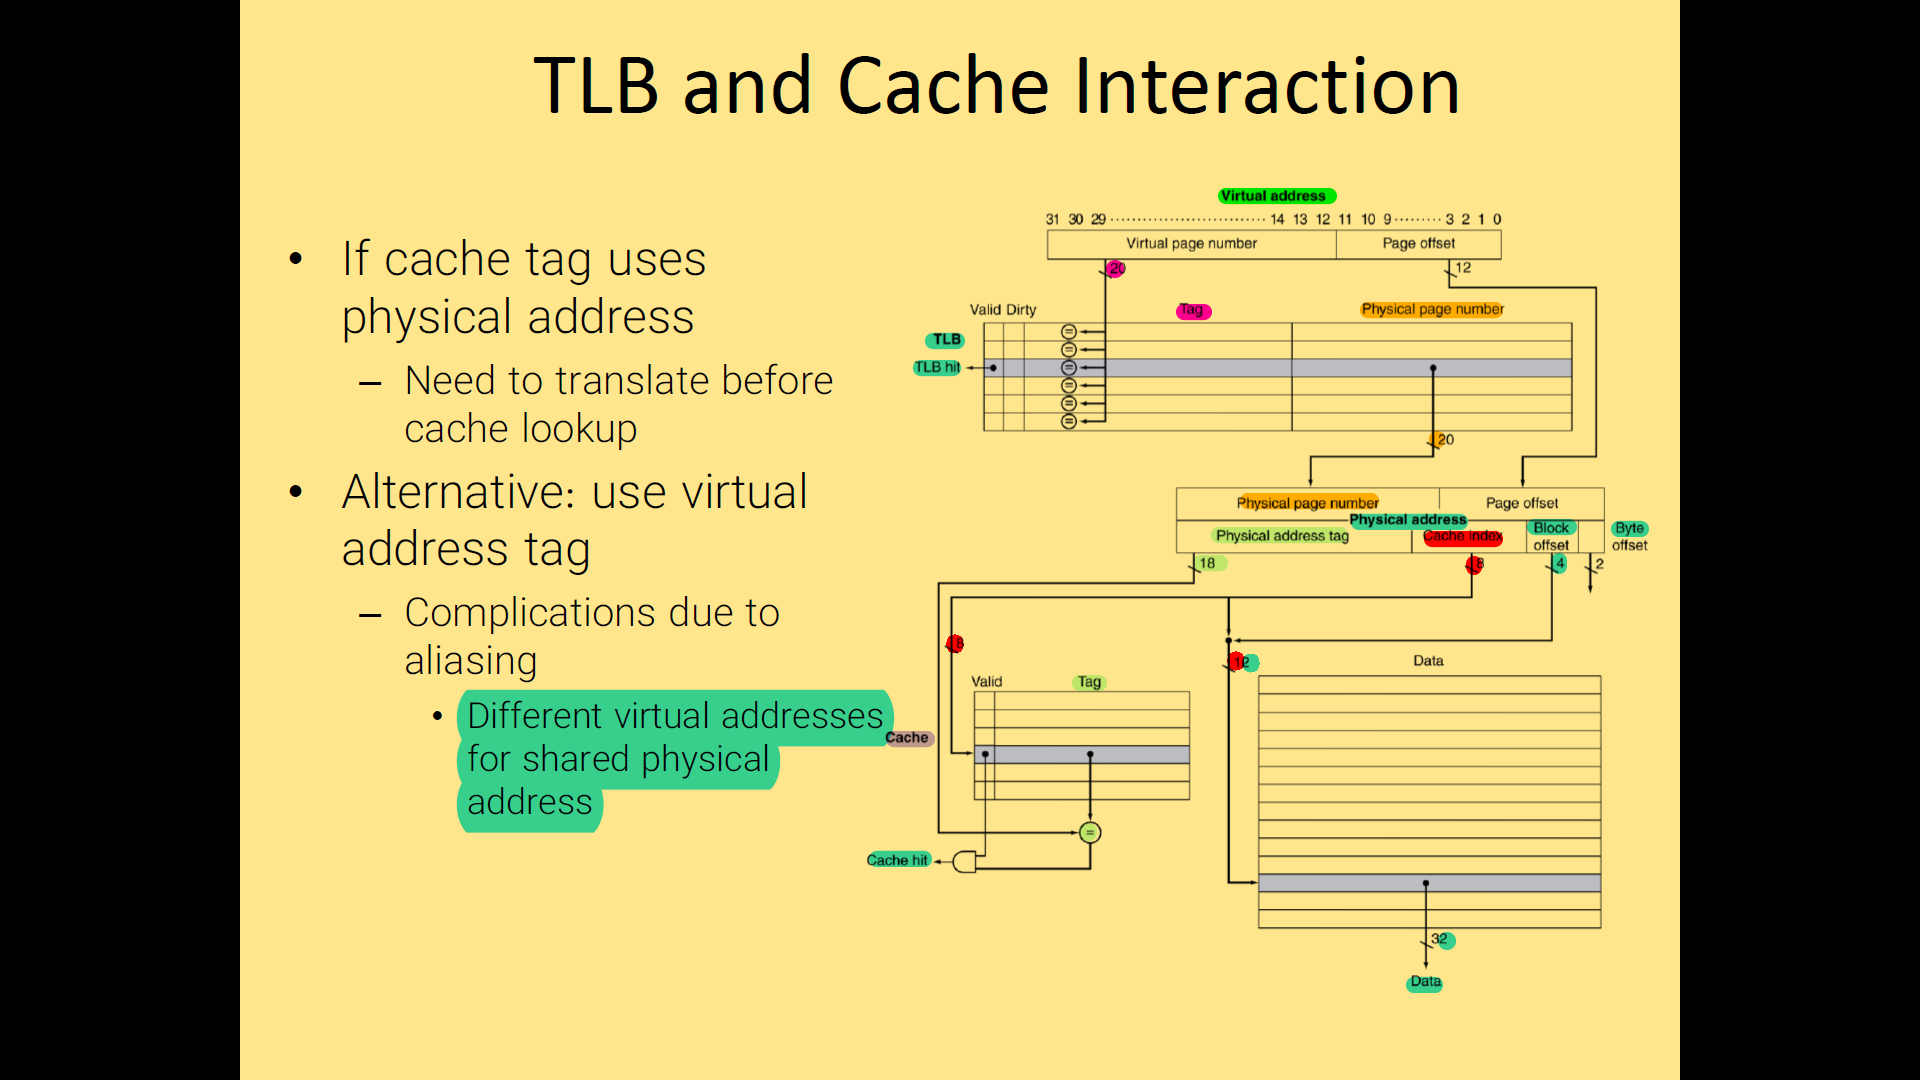 TLB and Cache Interaction
• If cache tag uses
physical address
– Need to translate before
cache lookup
• Alternative: use virtual
address tag
– Complications due to
aliasing
• Different virtual addresses
for shared physical
address
Virtual address
31 30 29 ··························· 14 13 12 11 10 9 ········· 3 2 1 0
Virtual page number Page offset
20 12
Valid Dirty Tag Physical page number
TLB
TLB hit
= = = = = =
20
Physical page number Page offset
Physical address
Physical address tag Cache index Block offset Byte offset
18 8 4 2
8
12
Data
Valid Tag
Cache
=
Cache hit
32
Data